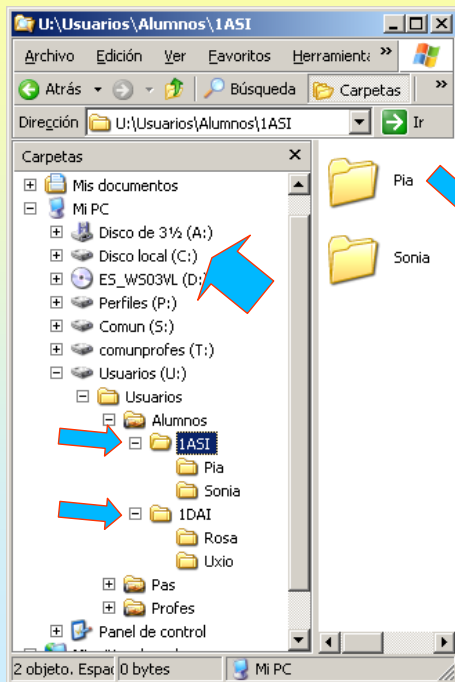 U:\Usuarios\Alumnos\1ASI
Archivo Edición Ver Favoritos »
Atrás Búsqueda Carpetas »
Dirección U:\Usuarios\Alumnos\1ASI Ir
Carpetas
Mis documentos
Mi PC
Disco de 3½ (A:)
Disco local (C:)
ES_WS03VL (D:
Perfiles (P:)
Comun (S:)
comunprofes (T:)
Usuarios (U:)
Usuarios
Alumnos
1ASI
Pia
Sonia
1DAI
Rosa
Uxio
Pas
Profes
Panel de control
Pia
Sonia
2 objeto. Espac 0 bytes Mi PC